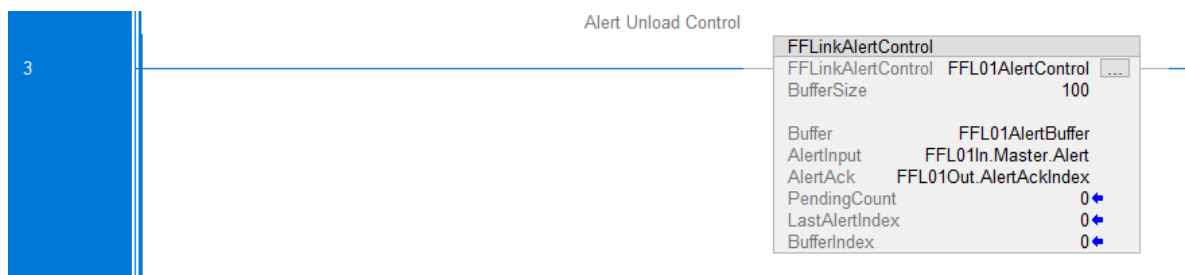 Alert Unload Control
FFLinkAlertControl
3
FFLinkAlertControl FFL01AlertControl ...
BufferSize 100
Buffer FFL01AlertBuffer
AlertInput FFL01In.Master.Alert
AlertAck FFL01Out.AlertAckIndex
PendingCount 0
LastAlertIndex 0
BufferIndex 0